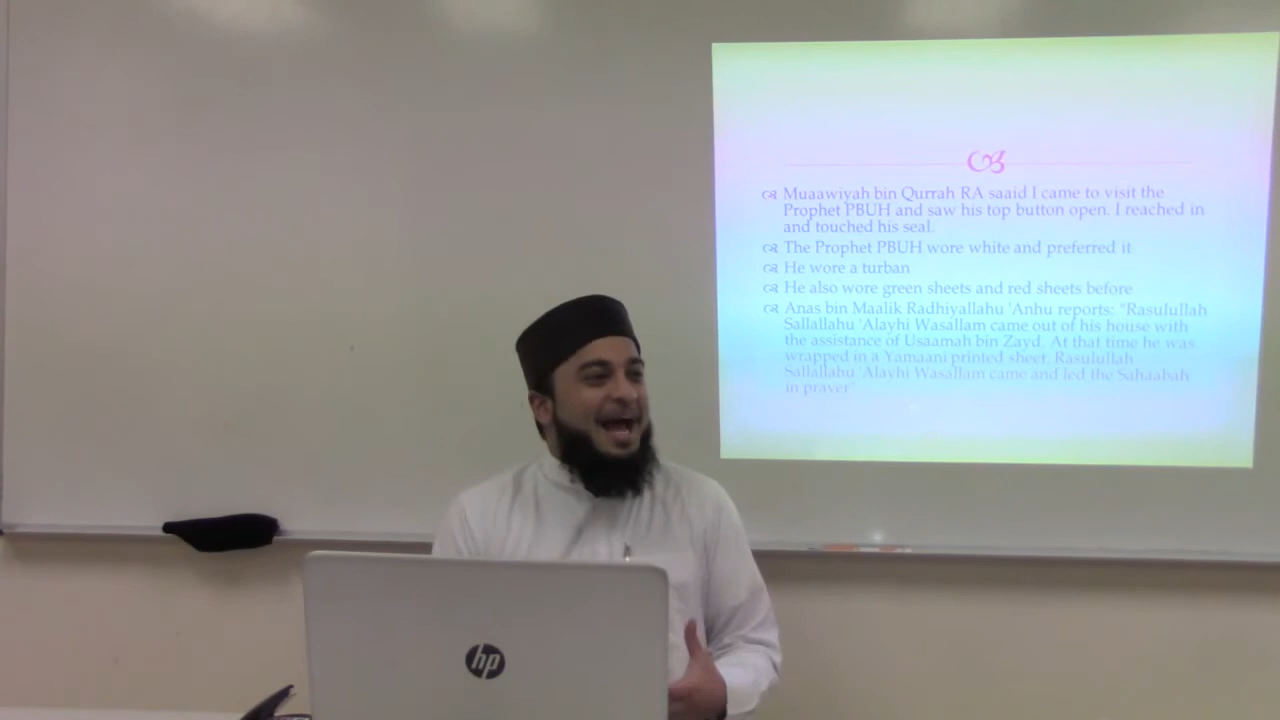 Muaawiyah bin Qurrah RA saaid I came to visit the
Prophet PBUH and saw his top button open. I reached in
and touched his seal.
The Prophet PBUH wore white and preferred it
He wore a turban
He also wore green sheets and red sheets before
Anas bin Maalik Radhiyallahu 'Anhu reports: "Rasulullah
Sallallahu 'Alayhi Wasallam came out of his house with
the assistance of Usaamah bin Zayd. At that time he was
wrapped in a Yamaani printed sheet. Rasulullah
Sallallahu 'Alayhi Wasallam came and led the Sahaabah
in prayer
hp